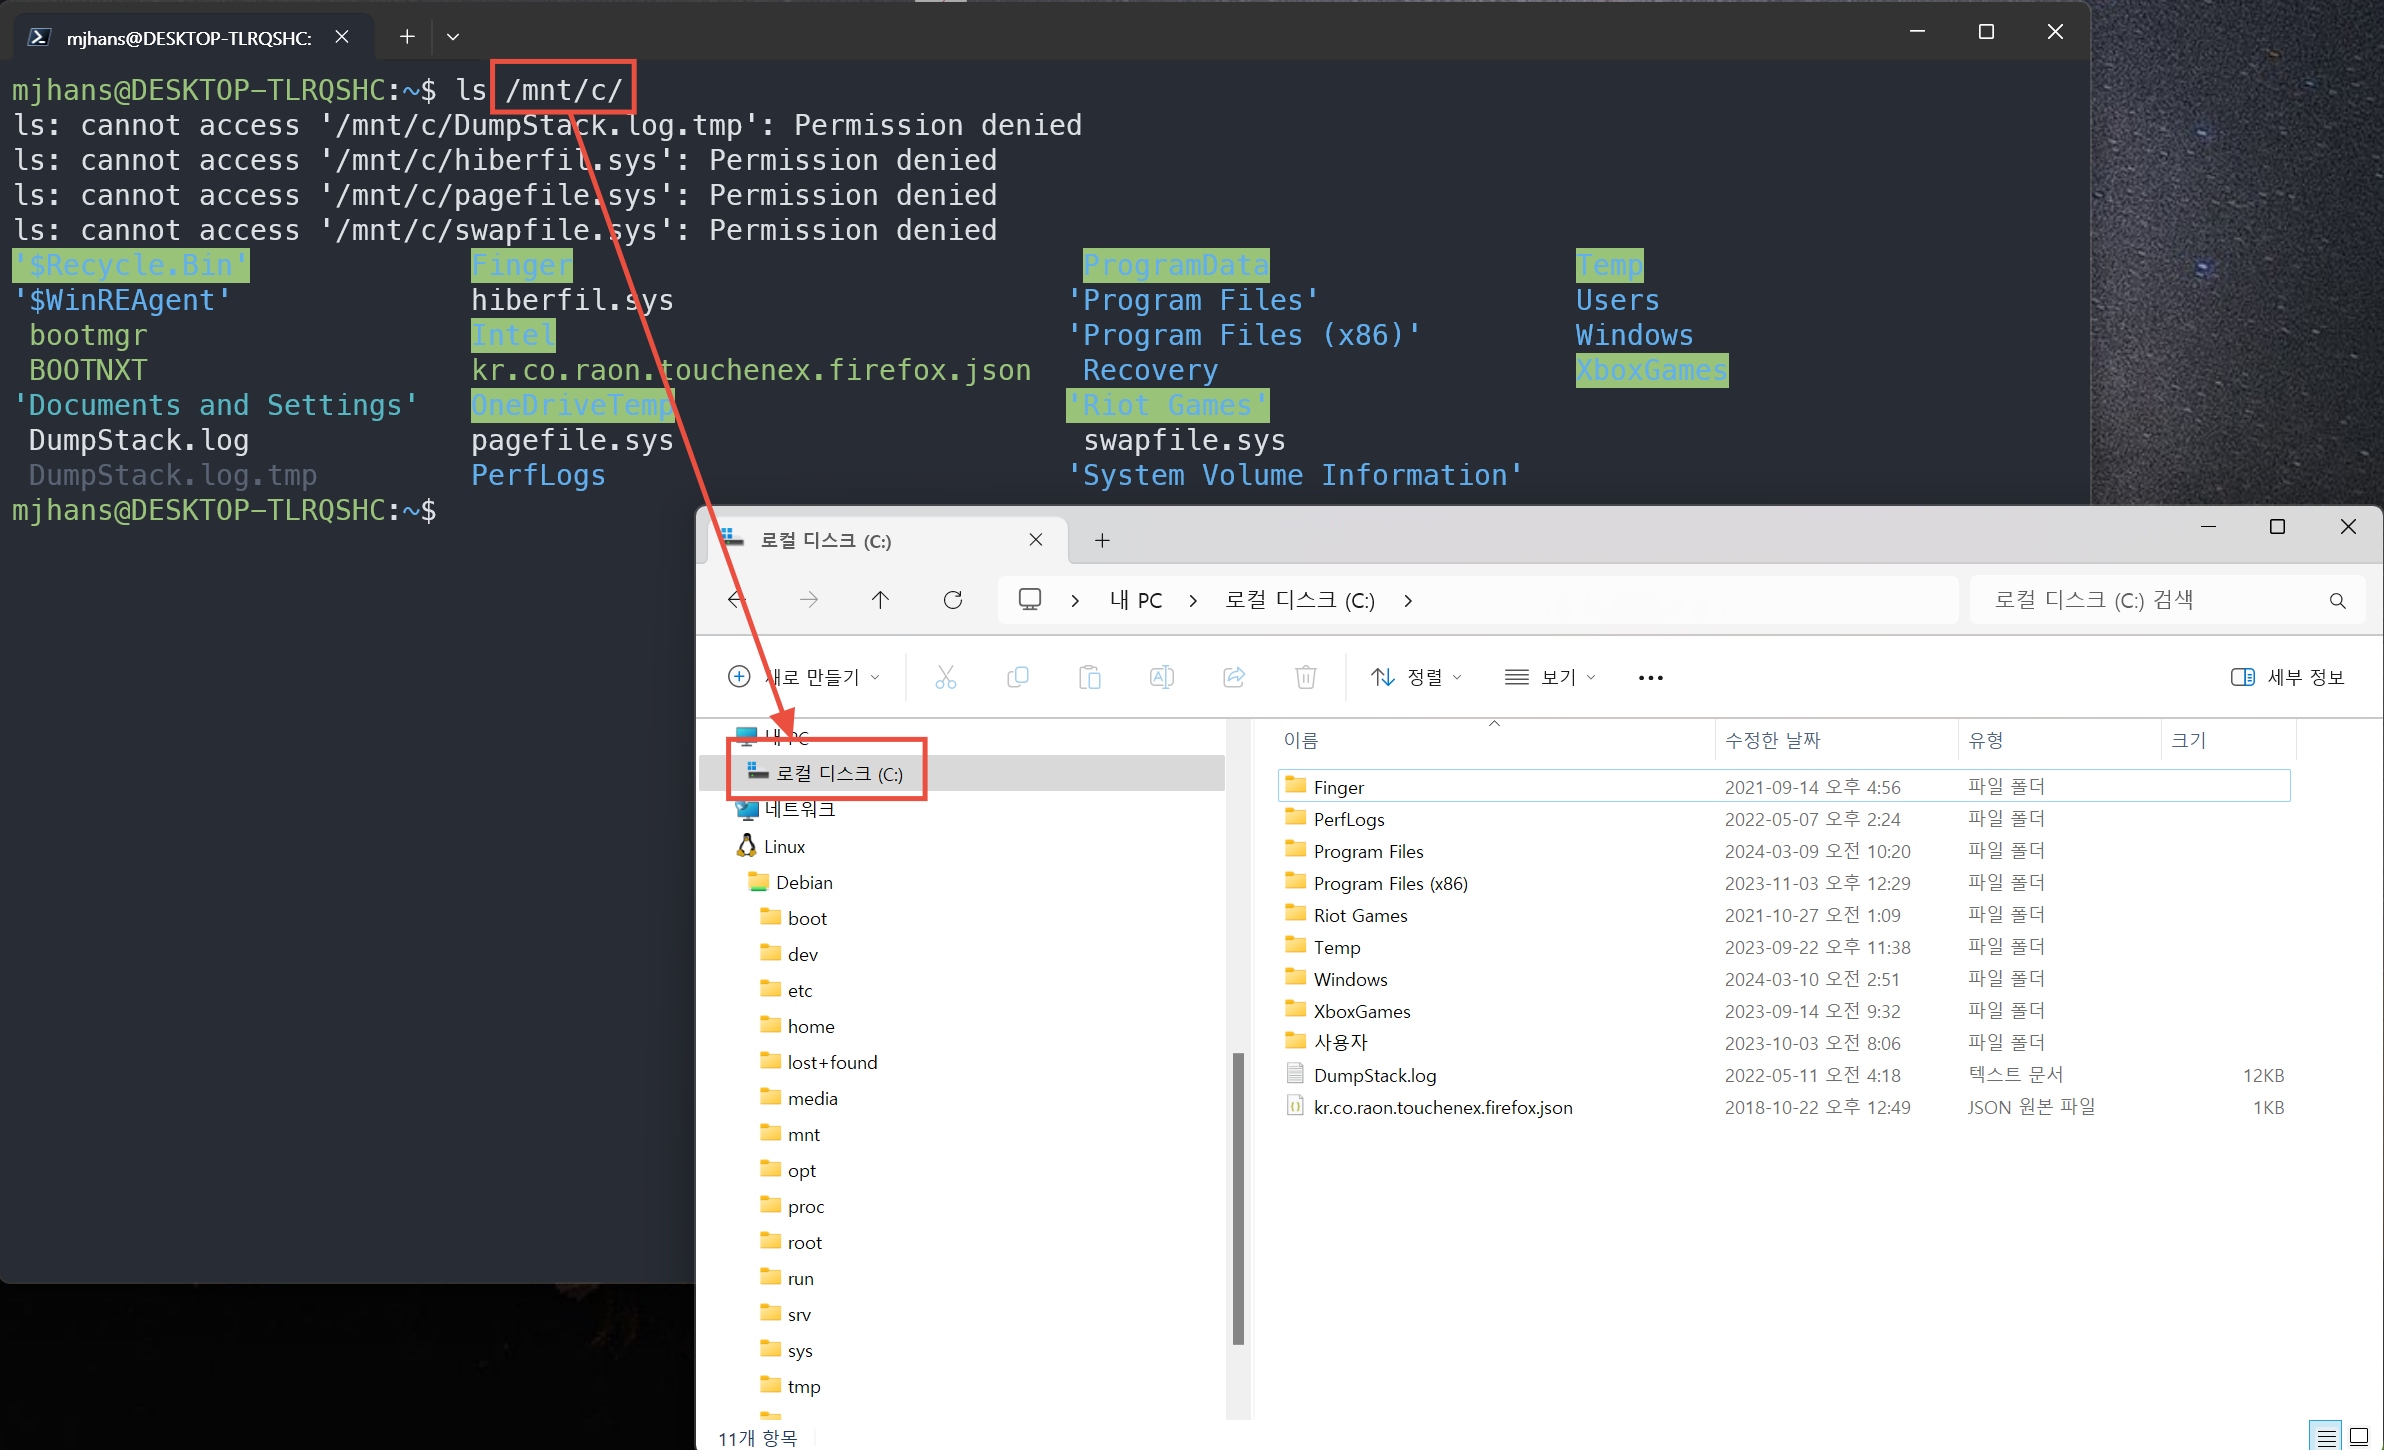 mjhans@DESKTOP-TLRQSHC:
mjhans@DESKTOP-TLRQSHC:~$ ls /mnt/c/
ls: cannot access '/mnt/c/DumpStack.log.tmp': Permission denied
ls: cannot access '/mnt/c/hiberfil.sys': Permission denied
ls: cannot access '/mnt/c/pagefile.sys': Permission denied
ls: cannot access '/mnt/c/swapfile.sys': Permission denied
'$Recycle.Bin' Finger ProgramData Temp
'$WinREAgent' hiberfil.sys 'Program Files' Users
bootmgr Intel 'Program Files (x86)' Windows
BOOTNXT kr.co.raon.touchenex.firefox.json Recovery XboxGames
'Documents and Settings' OneDriveTemp 'Riot Games'
DumpStack.log pagefile.sys swapfile.sys
DumpStack.log.tmp PerfLogs 'System Volume Information'
mjhans@DESKTOP-TLRQSHC:~$
로컬 디스크 (C:)
내 PC 로컬 디스크 (C:) 로컬 디스크 (C:) 검색
새로 만들기 정렬 보기 세부 정보
내 PC
로컬 디스크 (C:)
네트워크
Linux
Debian
boot
dev
etc
home
lost+found
media
mnt
opt
proc
root
run
srv
sys
tmp
이름 수정한 날짜 유형 크기
Finger 2021-09-14 오후 4:56 파일 폴더
PerfLogs 2022-05-07 오후 2:24 파일 폴더
Program Files 2024-03-09 오전 10:20 파일 폴더
Program Files (x86) 2023-11-03 오후 12:29 파일 폴더
Riot Games 2021-10-27 오전 1:09 파일 폴더
Temp 2023-09-22 오후 11:38 파일 폴더
Windows 2024-03-10 오전 2:51 파일 폴더
XboxGames 2023-09-14 오전 9:32 파일 폴더
사용자 2023-10-03 오전 8:06 파일 폴더
DumpStack.log 2022-05-11 오전 4:18 텍스트 문서 12KB
kr.co.raon.touchenex.firefox.json 2018-10-22 오후 12:49 JSON 원본 파일 1KB
11개 항목